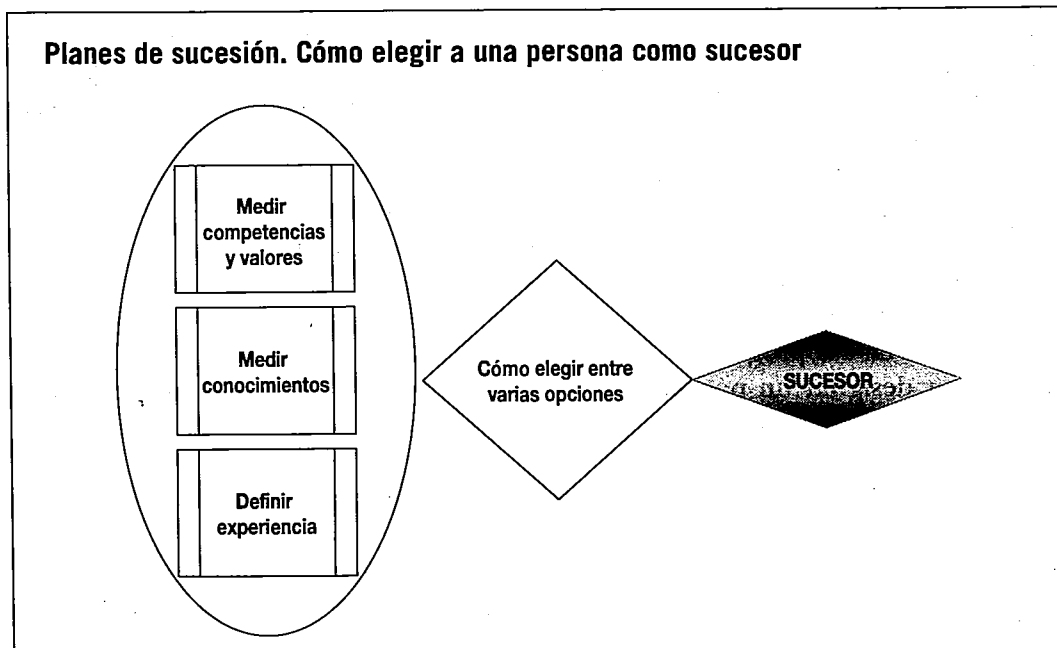 Planes de sucesión. Cómo elegir a una persona como sucesor
Medir
competencias
y valores
Medir
conocimientos
Definir
experiencia
Cómo elegir entre
varias opciones
SUCESOR